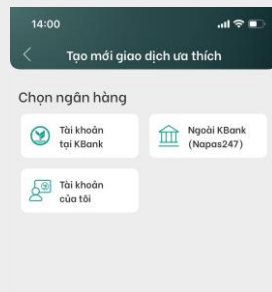 14:00
Tạo mới giao dịch ưa thích
Chọn ngân hàng
Tài khoản
tại KBank
Ngoài KBank
(Napas247)
Tài khoản
của tôi